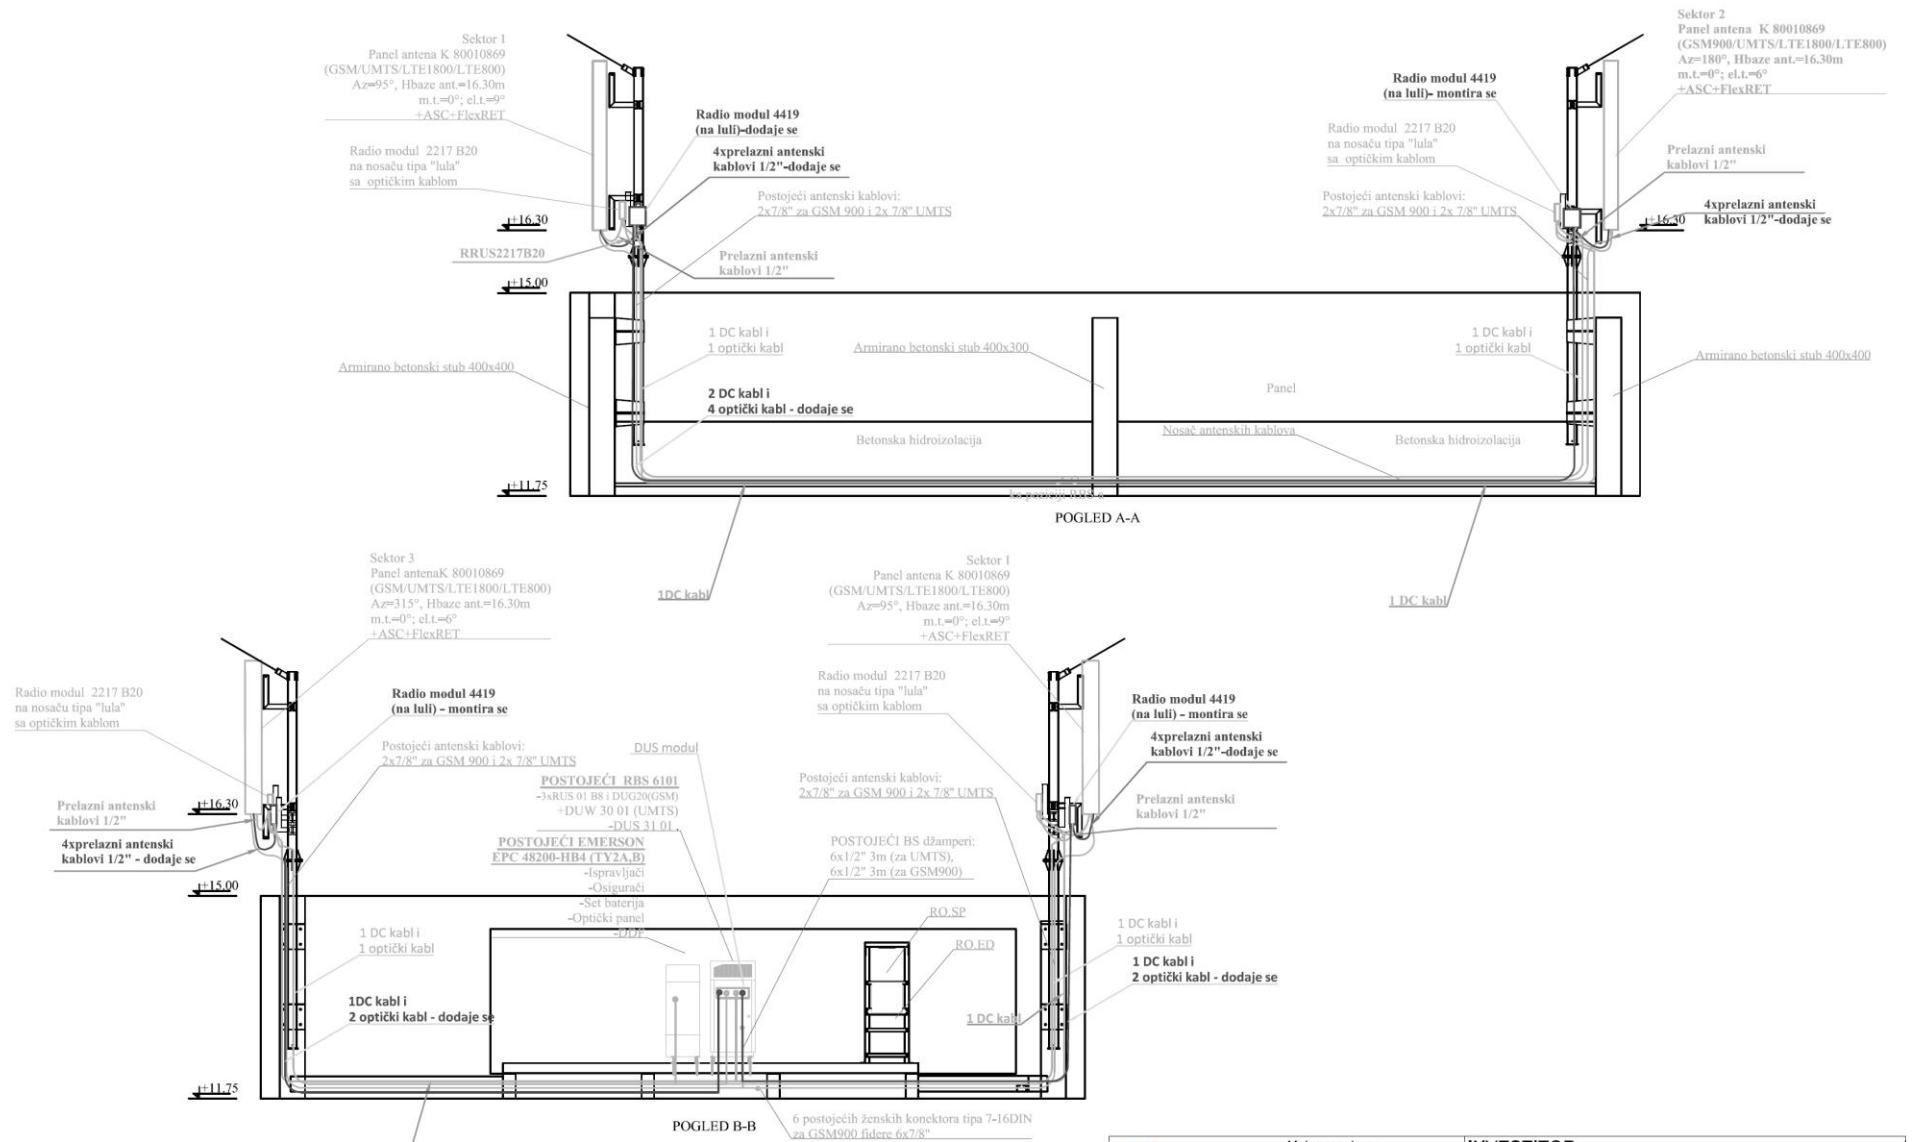 Sektor 1
Panel antena K 80010869
(GSM/UMTS/LTE1800/LTE800)
Az=95°, Hbaze ant.=16.30m
m.t.=0°; el.t.=9°
+ASC+FlexRET
Radio modul 2217 B20
na nosaču tipa "lula"
sa optičkim kablom
Radio modul 4419
(na luli)-dodaje se
4xprelazni antenski
kablovi 1/2"-dodaje se
Postojeći antenski kablovi:
2x7/8" za GSM 900 i 2x 7/8" UMTS
+16.30
RRUS2217B20
Prelazni antenski
kablovi 1/2"
+15.00
1 DC kabl i
1 optički kabl
Armirano betonski stub 400x400
2 DC kabl i
4 optički kabl - dodaje se
Armirano betonski stub 400x300
Betonska hidroizolacija
+11.75
Sektor 2
Panel antena K 80010869
(GSM900/UMTS/LTE1800/LTE800)
Az=180°, Hbaze ant.=16.30m
m.t.=0°; el.t.=6°
+ASC+FlexRET
Radio modul 4419
(na luli)- montira se
Radio modul 2217 B20
na nosaču tipa "lula"
sa optičkim kablom
Prelazni antenski
kablovi 1/2"
Postojeći antenski kablovi:
2x7/8" za GSM 900 i 2x 7/8" UMTS
4xprelazni antenski
kablovi 1/2"-dodaje se
+16.30
1 DC kabl i
1 optički kabl
Armirano betonski stub 400x400
Panel
Nosač antenskih kablova
Betonska hidroizolacija
ka poziciji RBS-a
POGLED A-A
1DC kabl
1 DC kabl
Sektor 3
Panel antenaK 80010869
(GSM/UMTS/LTE1800/LTE800)
Az=315°, Hbaze ant.=16.30m
m.t.=0°; el.t.=6°
+ASC+FlexRET
Radio modul 2217 B20
na nosaču tipa "lula"
sa optičkim kablom
Radio modul 4419
(na luli) - montira se
Postojeći antenski kablovi:
2x7/8" za GSM 900 i 2x 7/8" UMTS
Prelazni antenski
kablovi 1/2"
+16.30
4xprelazni antenski
kablovi 1/2" - dodaje se
+15.00
DUS modul
POSTOJEĆI RBS 6101
-3xRUS 01 B8 i DUG20(GSM)
+DUW 30 01 (UMTS)
-DUS 31 01 .
POSTOJEĆI EMERSON
EPC 48200-HB4 (TY2A,B)
-Ispravljači
-Osigurači
-Set baterija
-Optički panel
-DDF
1 DC kabl i
1 optički kabl
1DC kabl i
2 optički kabl - dodaje se
+11.75
Sektor 1
Panel antena K 80010869
(GSM/UMTS/LTE1800/LTE800)
Az=95°, Hbaze ant.=16.30m
m.t.=0°; el.t.=9°
+ASC+FlexRET
Radio modul 2217 B20
na nosaču tipa "lula"
sa optičkim kablom
Radio modul 4419
(na luli) - montira se
4xprelazni antenski
kablovi 1/2"-dodaje se
Postojeći antenski kablovi:
2x7/8" za GSM 900 i 2x 7/8" UMTS
Prelazni antenski
kablovi 1/2"
POSTOJEĆI BS džamperi:
6x1/2" 3m (za UMTS),
6x1/2" 3m (za GSM900)
RO.SP
RO.ED
1 DC kabl i
1 optički kabl
1 DC kabl i
2 optički kabl - dodaje se
1 DC kabl
6 postojećih ženskih konektora tipa 7-16DIN
za GSM900 fidere 6x7/8"
POGLED B-B
INVESTITOR